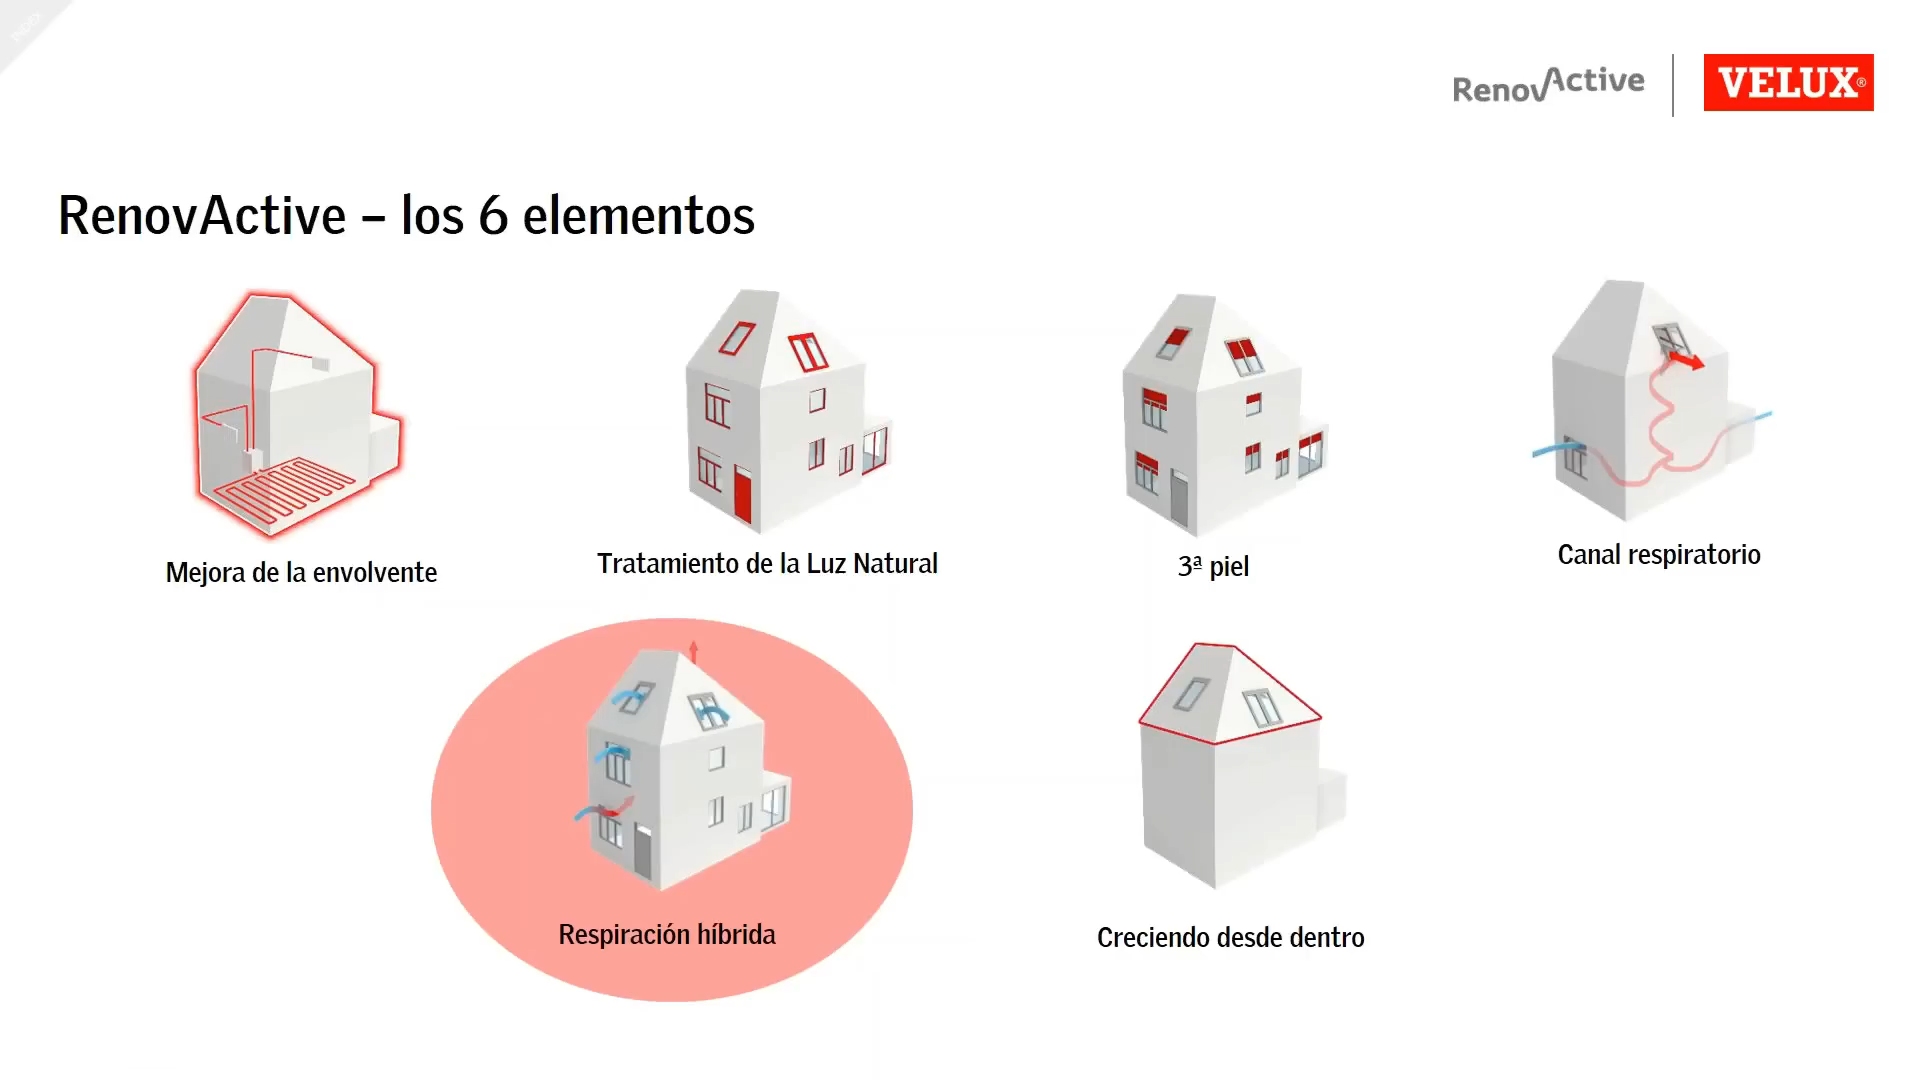 INDEX
RenovActive
VELUX®
RenovActive – los 6 elementos
Mejora de la envolvente
Tratamiento de la Luz Natural
3ª piel
Canal respiratorio
Respiración híbrida
Creciendo desde dentro